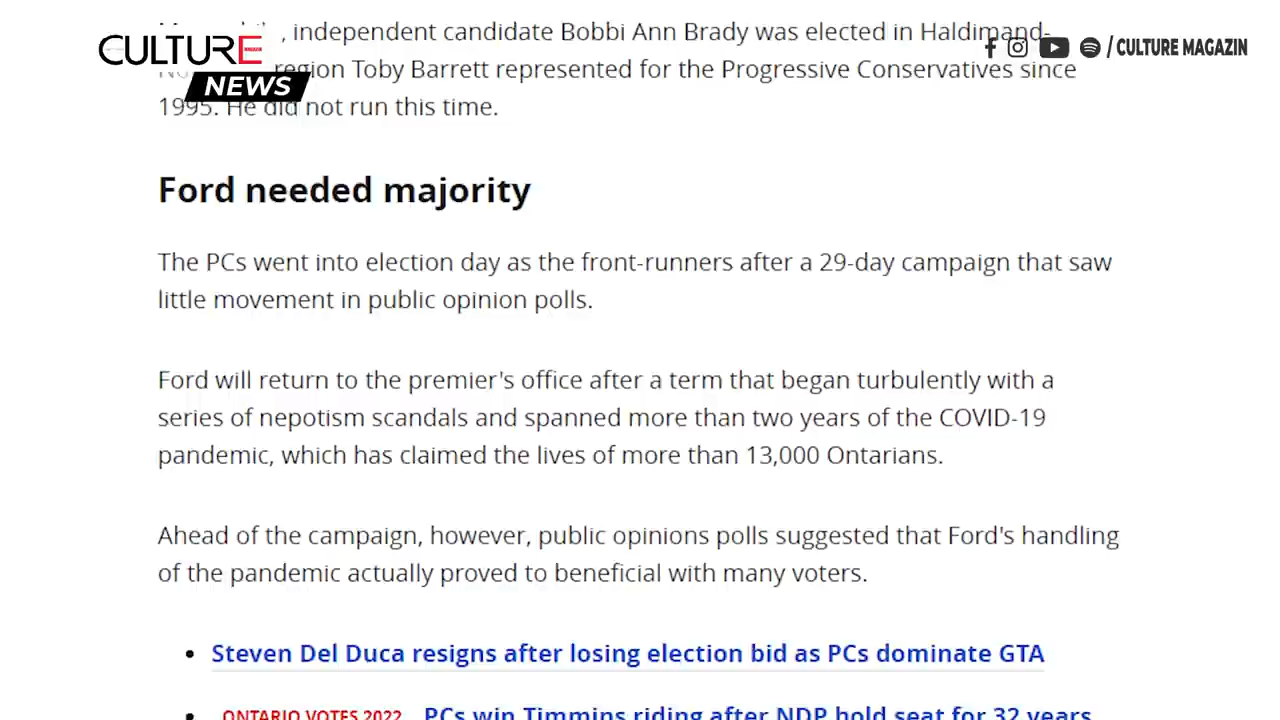 , independent candidate Bobbi Ann Brady was elected in Haldimand-
CULTURE
/ CULTURE MAGAZIN
region Toby Barrett represented for the Progressive Conservatives since
NEWS
1995. He did not run this time.
Ford needed majority
The PCs went into election day as the front-runners after a 29-day campaign that saw
little movement in public opinion polls.
Ford will return to the premier's office after a term that began turbulently with a
series of nepotism scandals and spanned more than two years of the COVID-19
pandemic, which has claimed the lives of more than 13,000 Ontarians.
Ahead of the campaign, however, public opinions polls suggested that Ford's handling
of the pandemic actually proved to beneficial with many voters.
• Steven Del Duca resigns after losing election bid as PCs dominate GTA
• ONTARIO VOTES 2022 PCs win Timmins riding after NDP hold seat for 32 years